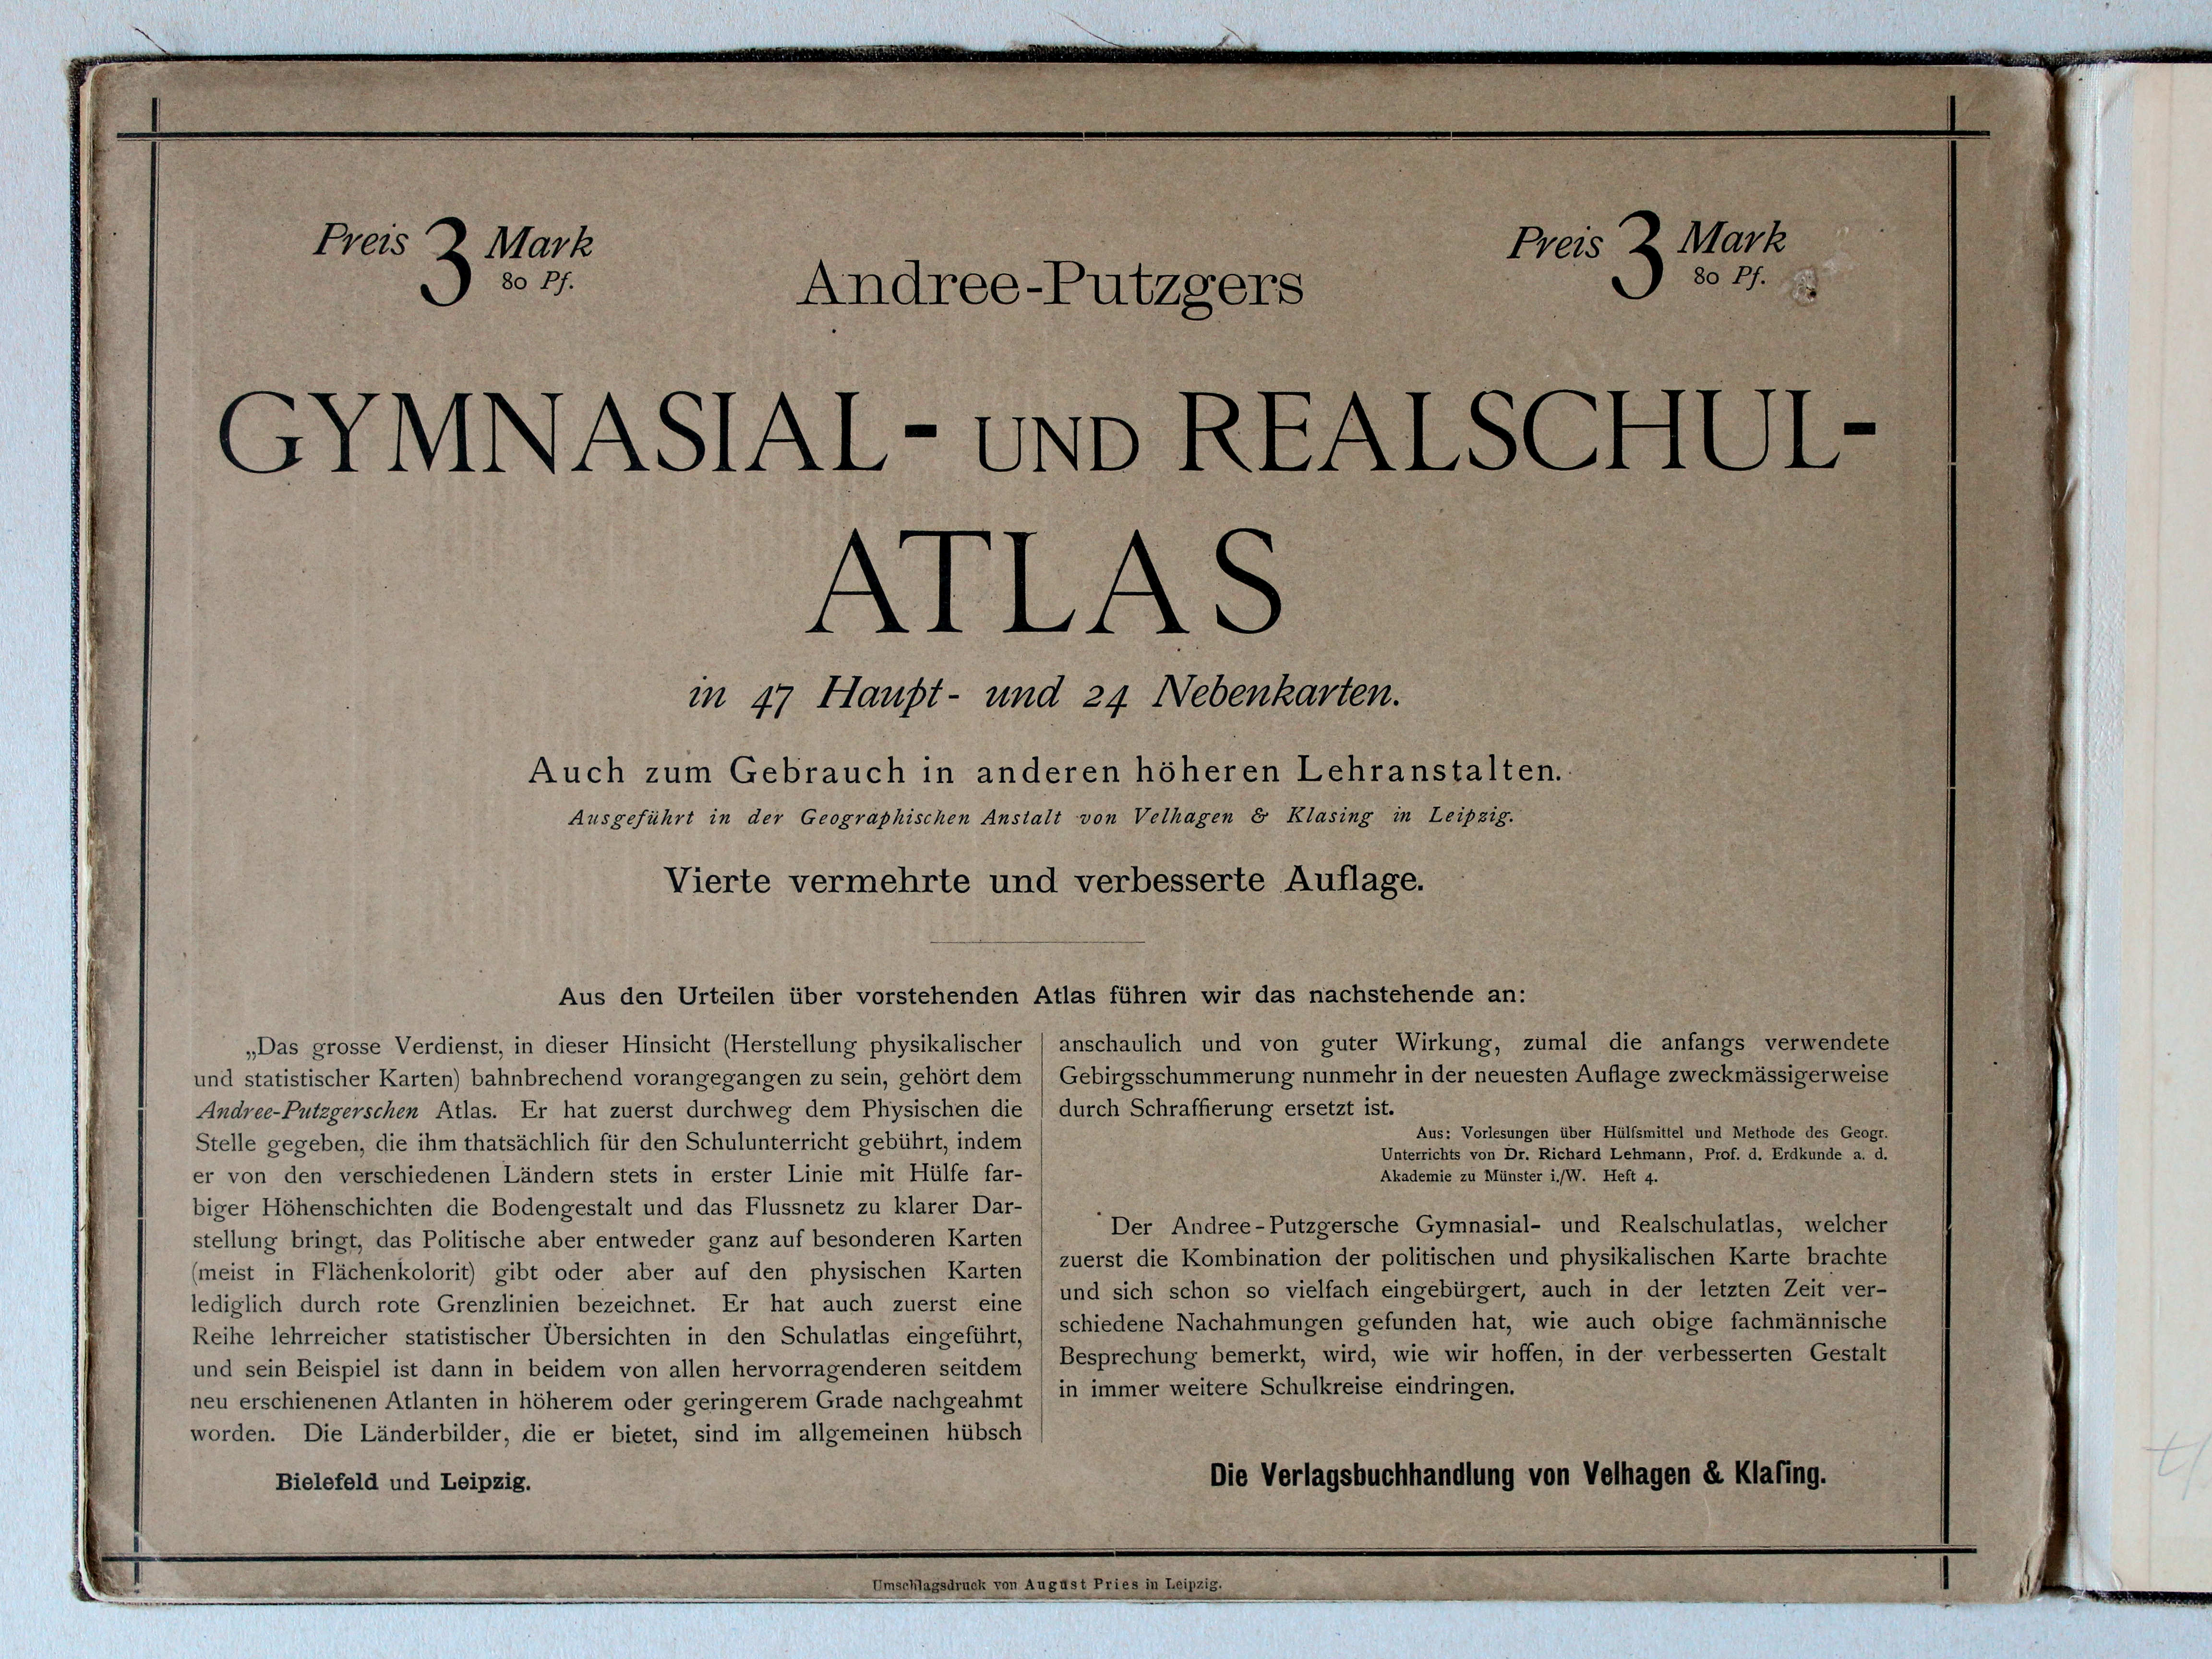 Preis 3 Mark 80 Pf.
Preis 3 Mark 80 Pf.
Andree-Putzgers
GYMNASIAL- UND REALSCHUL-
ATLAS
in 47 Haupt- und 24 Nebenkarten.
Auch zum Gebrauch in anderen höheren Lehranstalten.
Ausgeführt in der Geographischen Anstalt von Velhagen & Klasing in Leipzig.
Vierte vermehrte und verbesserte Auflage.
Aus den Urteilen über vorstehenden Atlas führen wir das nachstehende an:
„Das grosse Verdienst, in dieser Hinsicht (Herstellung physikalischer
und statistischer Karten) bahnbrechend vorangegangen zu sein, gehört dem
Andree-Putzgerschen Atlas. Er hat zuerst durchweg dem Physischen die
Stelle gegeben, die ihm thatsächlich für den Schulunterricht gebührt, indem
er von den verschiedenen Ländern stets in erster Linie mit Hülfe far-
biger Höhenschichten die Bodengestalt und das Flussnetz zu klarer Dar-
stellung bringt, das Politische aber entweder ganz auf besonderen Karten
(meist in Flächenkolorit) gibt oder aber auf den physischen Karten
lediglich durch rote Grenzlinien bezeichnet. Er hat auch zuerst eine
Reihe lehrreicher statistischer Übersichten in den Schulatlas eingeführt,
und sein Beispiel ist dann in beidem von allen hervorragenderen seitdem
neu erschienenen Atlanten in höherem oder geringerem Grade nachgeahmt
worden. Die Länderbilder, die er bietet, sind im allgemeinen hübsch
anschaulich und von guter Wirkung, zumal die anfangs verwendete
Gebirgsschummerung nunmehr in der neuesten Auflage zweckmässigerweise
durch Schraffierung ersetzt ist.
Aus: Vorlesungen über Hülfsmittel und Methode des Geogr.
Unterrichts von Dr. Richard Lehmann, Prof. d. Erdkunde a. d.
Akademie zu Münster i./W. Heft 4.
Der Andree-Putzgersche Gymnasial- und Realschulatlas, welcher
zuerst die Kombination der politischen und physikalischen Karte brachte
und sich schon so vielfach eingebürgert, auch in der letzten Zeit ver-
schiedene Nachahmungen gefunden hat, wie auch obige fachmännische
Besprechung bemerkt, wird, wie wir hoffen, in der verbesserten Gestalt
in immer weitere Schulkreise eindringen.
Bielefeld und Leipzig.
Die Verlagsbuchhandlung von Velhagen & Klaſing.
Umschlagsdruck von August Pries in Leipzig.